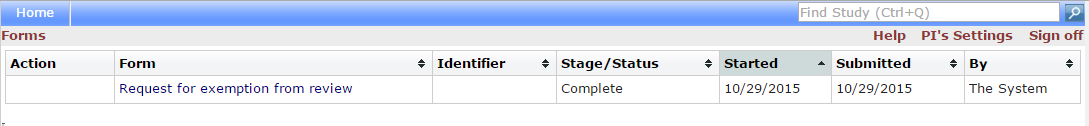 Home Find Study (Ctrl+Q)
Forms Help PI's Settings Sign off
Action Form Identifier Stage/Status Started Submitted By
Request for exemption from review Complete 10/29/2015 10/29/2015 The System